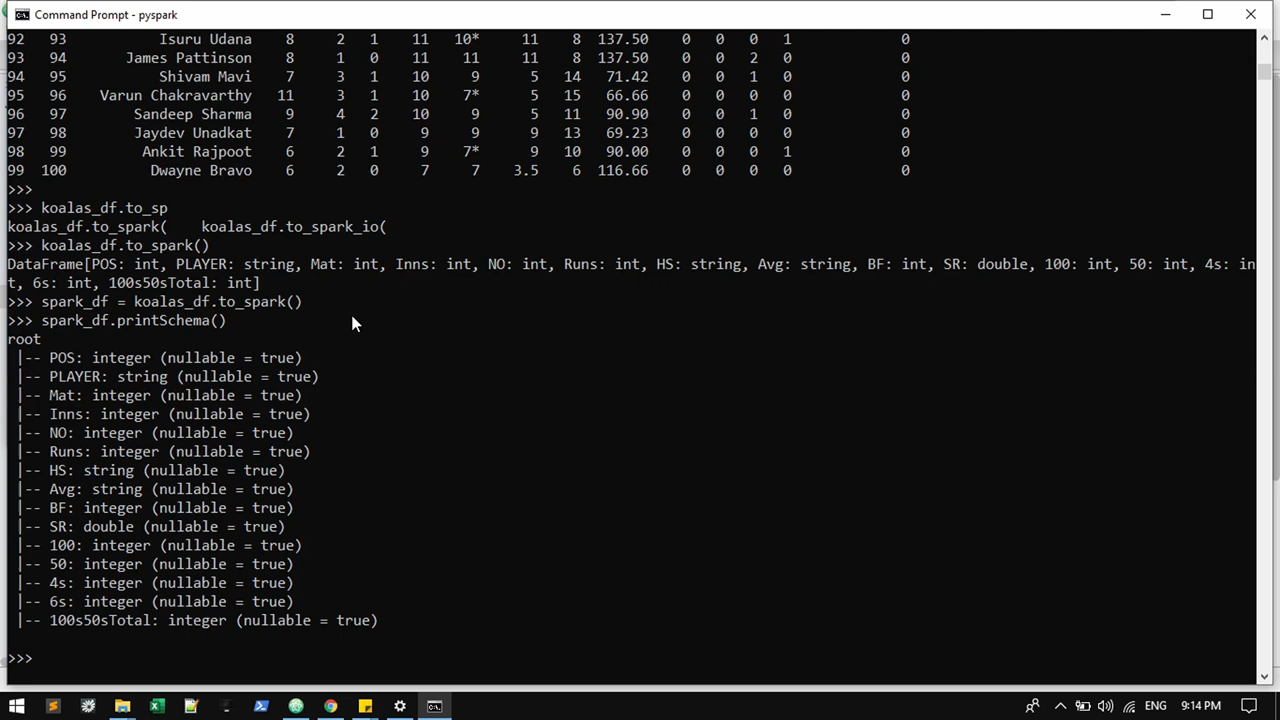 Command Prompt - pyspark
92 93 Isuru Udana 8 2 1 11 10* 11 8 137.50 0 0 0 1 0
93 94 James Pattinson 8 1 0 11 11 11 8 137.50 0 0 2 0 0
94 95 Shivam Mavi 7 3 1 10 9 5 14 71.42 0 0 1 0 0
95 96 Varun Chakravarthy 11 3 1 10 7* 5 15 66.66 0 0 0 0 0
96 97 Sandeep Sharma 9 4 2 10 9 5 11 90.90 0 0 1 0 0
97 98 Jaydev Unadkat 7 1 0 9 9 9 13 69.23 0 0 0 0 0
98 99 Ankit Rajpoot 6 2 1 9 7* 9 10 90.00 0 0 0 1 0
99 100 Dwayne Bravo 6 2 0 7 7 3.5 6 116.66 0 0 0 0 0
>>>
>>> koalas_df.to_sp
koalas_df.to_spark( koalas_df.to_spark_io(
>>> koalas_df.to_spark()
DataFrame[POS: int, PLAYER: string, Mat: int, Inns: int, NO: int, Runs: int, HS: string, Avg: string, BF: int, SR: double, 100: int, 50: int, 4s: in
t, 6s: int, 100s50sTotal: int]
>>> spark_df = koalas_df.to_spark()
>>> spark_df.printSchema()
root
|-- POS: integer (nullable = true)
|-- PLAYER: string (nullable = true)
|-- Mat: integer (nullable = true)
|-- Inns: integer (nullable = true)
|-- NO: integer (nullable = true)
|-- Runs: integer (nullable = true)
|-- HS: string (nullable = true)
|-- Avg: string (nullable = true)
|-- BF: integer (nullable = true)
|-- SR: double (nullable = true)
|-- 100: integer (nullable = true)
|-- 50: integer (nullable = true)
|-- 4s: integer (nullable = true)
|-- 6s: integer (nullable = true)
|-- 100s50sTotal: integer (nullable = true)
>>>
ENG 9:14 PM